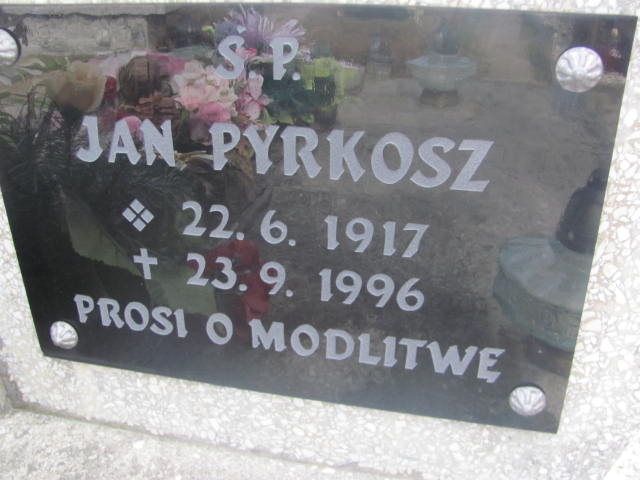 Ś P.
JAN PYRKOSZ
❖ 22. 6. 1917
✝ 23. 9. 1996
PROSI O MODLITWĘ